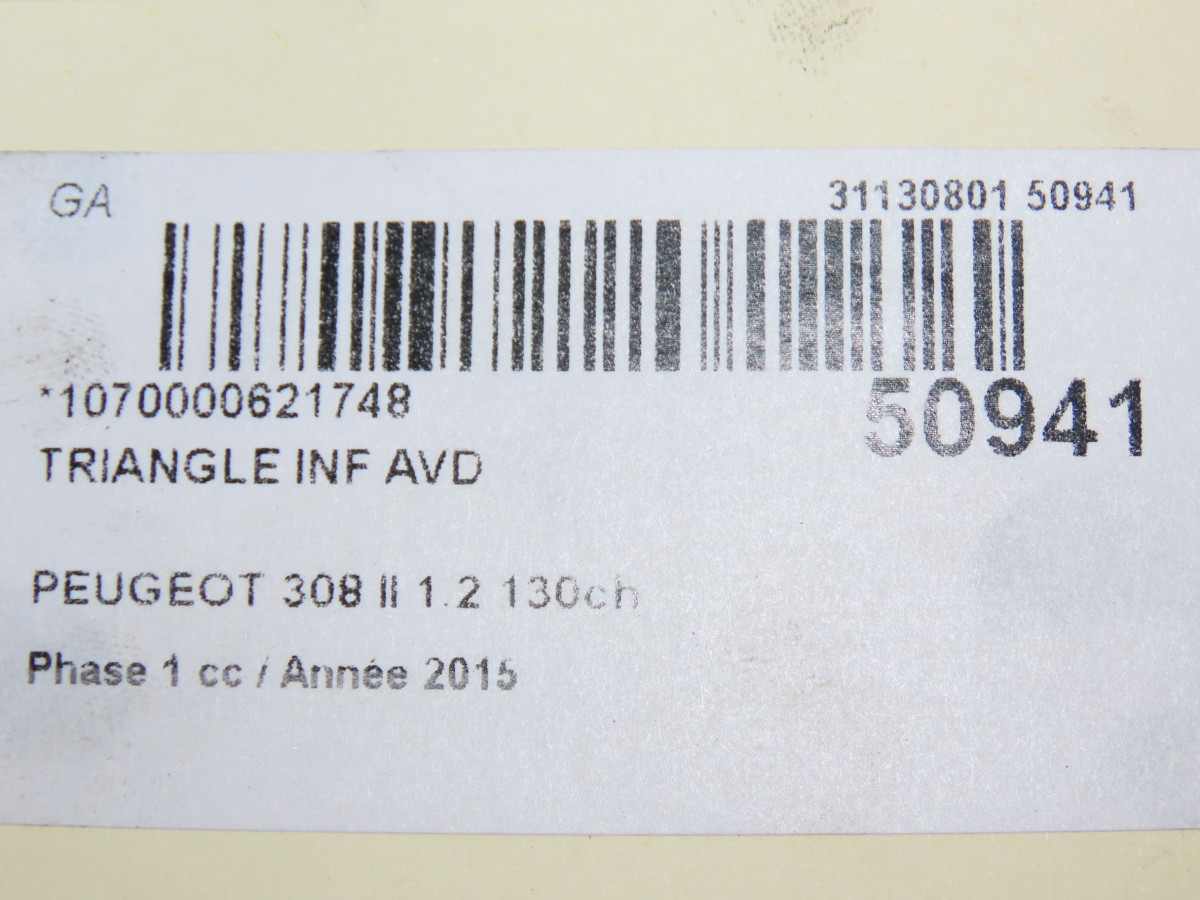 GA
31130801 50941
*1070000621748
50941
TRIANGLE INF AVD
PEUGEOT 308 II 1.2 130ch
Phase 1 cc / Année 2015